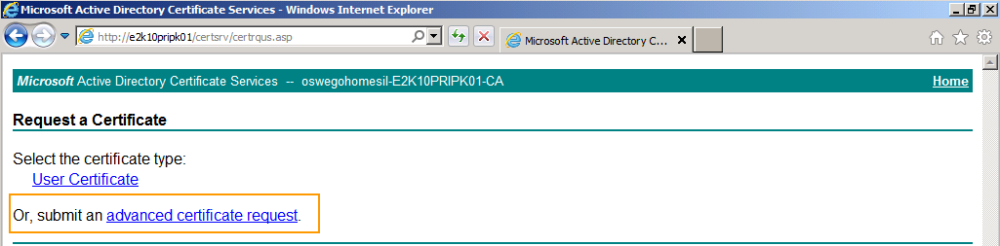 Microsoft Active Directory Certificate Services - Windows Internet Explorer
http://e2k10pripk01/certsrv/certrqus.asp
Microsoft Active Directory C...
Microsoft Active Directory Certificate Services -- oswegohomesil-E2K10PRIPK01-CA Home
Request a Certificate
Select the certificate type:
User Certificate
Or, submit an advanced certificate request.